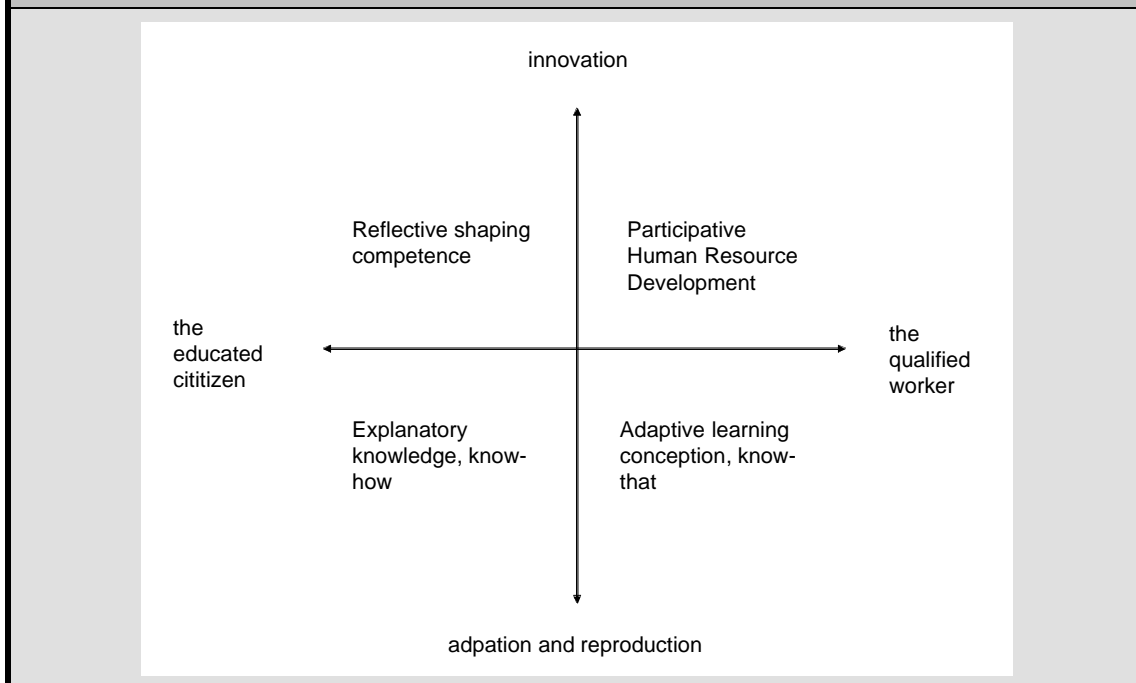 innovation
Reflective shaping
competence
Participative
Human Resource
Development
the
educated
cititizen
the
qualified
worker
Explanatory
knowledge, know-
how
Adaptive learning
conception, know-
that
adpation and reproduction